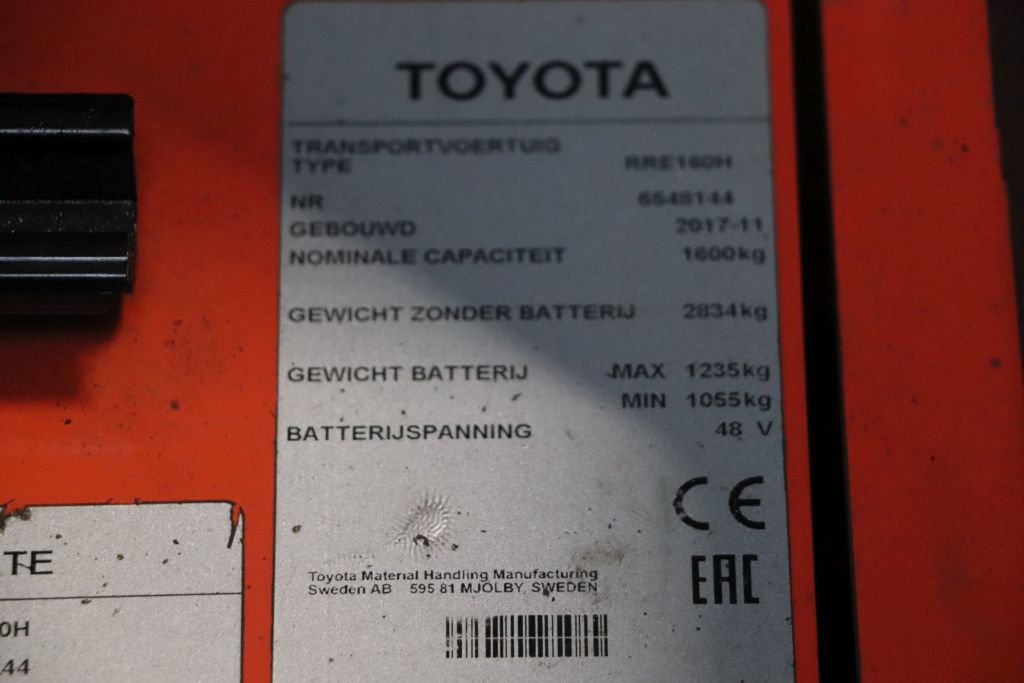 TOYOTA
TRANSPORTVOERTUIG
TYPE RRE160H
NR 6548144
GEBOUWD 2017-11
NOMINALE CAPACITEIT 1600kg
GEWICHT ZONDER BATTERIJ 2834kg
GEWICHT BATTERIJ MAX 1235kg
MIN 1055kg
BATTERIJSPANNING 48 V
CE
EAC
Toyota Material Handling Manufacturing
Sweden AB 595 81 MJOLBY, SWEDEN
TE
0H
44